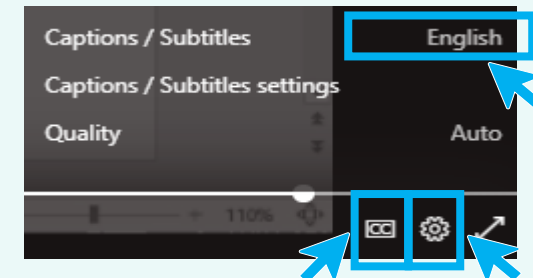 Captions / Subtitles English
Captions / Subtitles settings
Quality Auto
110%
CC